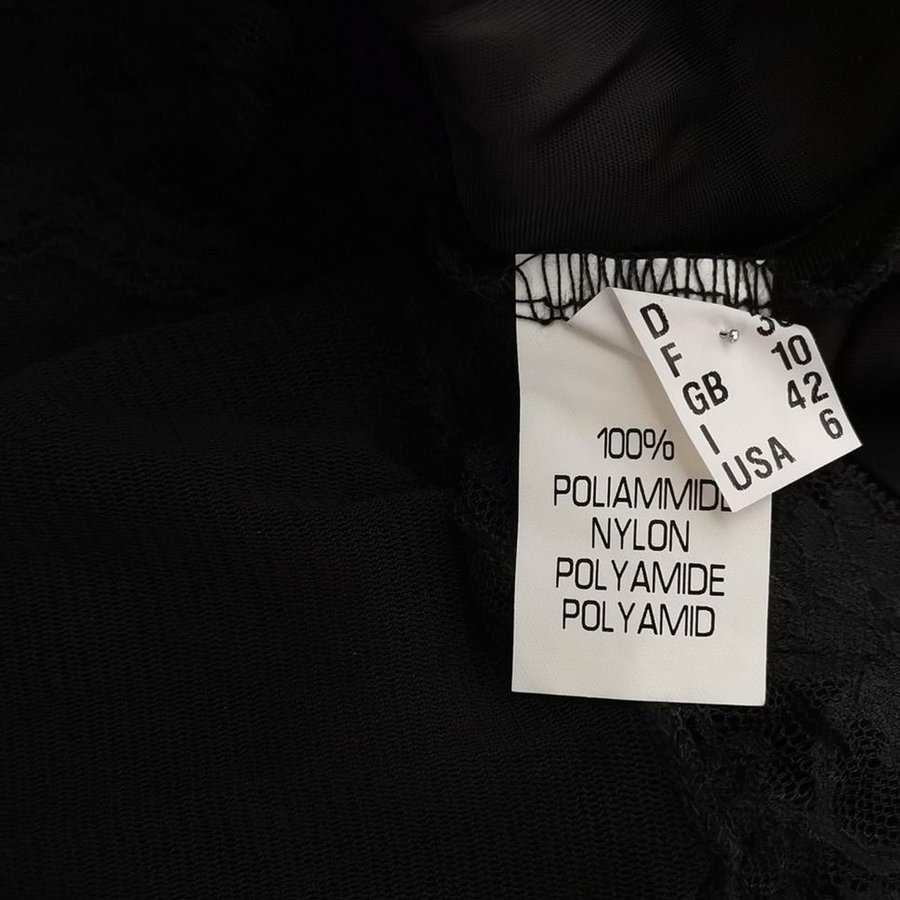 D
F
GB 10
I 42
USA 6
100%
POLIAMMIDE
NYLON
POLYAMIDE
POLYAMID